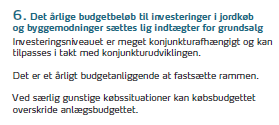 6. Det årlige budgetbeløb til investeringer i jordkøb
og byggemodninger sættes lig indtægter for grundsalg
Investeringsniveauet er meget konjunkturafhængigt og kan
tilpasses i takt med konjunkturudviklingen.
Det er et årligt budgetanliggende at fastsætte rammen.
Ved særlig gunstige købssituationer kan købsbudgettet
overskride anlægsbudgettet.